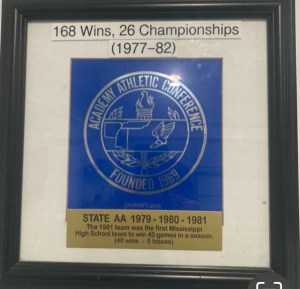 168 Wins, 26 Championships
(1977–82)
ACADEMY ATHLETIC CONFERENCE
FOUNDED 1969
STATE AA 1979 - 1980 - 1981
The 1981 team was the first Mississippi
High School team to win 40 games in a season.
(40 wins - 5 losses)